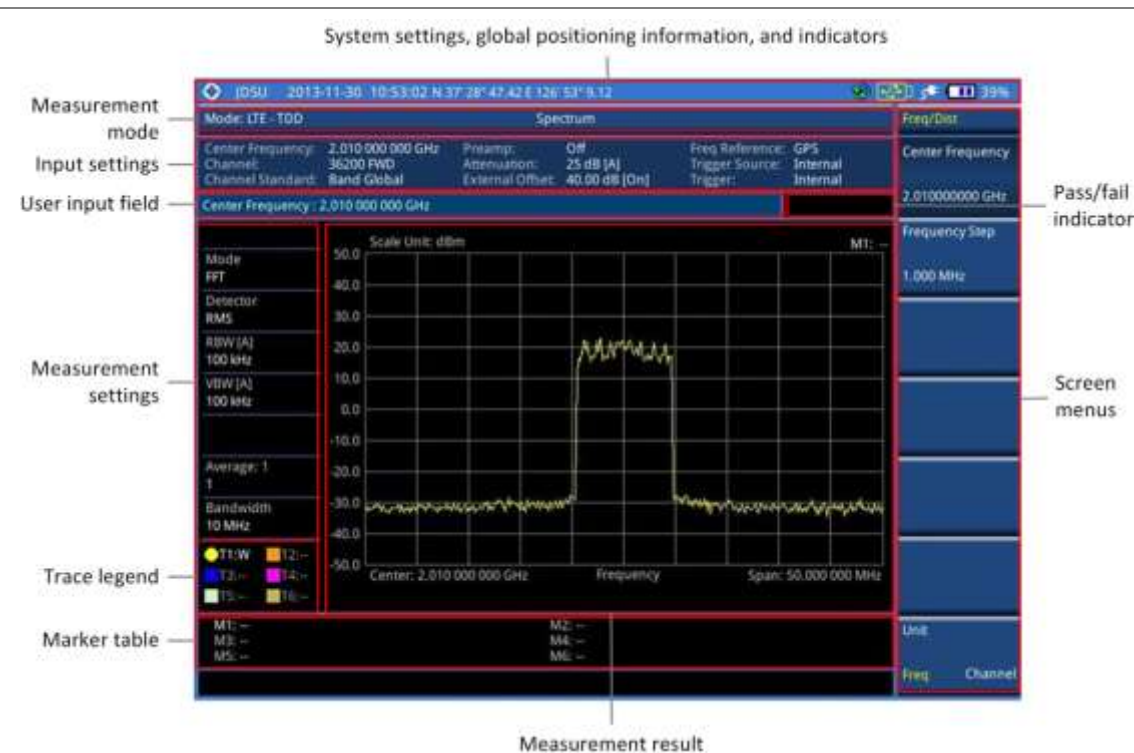 System settings, global positioning information, and indicators
JDSU 2013-11-30 10:53:02 N 37° 28" 47.42 E 126° 53" 9.12 39%
Measurement mode
Mode: LTE - TDD Spectrum
Freq/Dist
Input settings
Center Frequency: 2,010 000 000 GHz Preamp: Off Freq Reference: GPS
Channel: 36200 FWD Attenuation: 25 dB [A] Trigger Source: Internal
Channel Standard: Band Global External Offset: 40.00 dB [On] Trigger: Internal
Center Frequency
2.010000000 GHz
User input field
Center Frequency : 2,010 000 000 GHz
Pass/fail indicator
Frequency Step
1.000 MHz
Measurement settings
Mode
FFT
Detector
RMS
RBW [A]
100 kHz
VBW [A]
100 kHz
Average: 1
1
Bandwidth
10 MHz
Scale Unit: dBm M1: --
50.0
40.0
30.0
20.0
10.0
0.0
-10.0
-20.0
-30.0
-40.0
-50.0
Center: 2.010 000 000 GHz Frequency Span: 50.000 000 MHz
Screen menus
Trace legend
T1:W T2:--
T3:-- T4:--
T5:-- T6:--
Marker table
M1: -- M2: --
M3: -- M4: --
M5: -- M6: --
Unit
Freq Channel
Measurement result